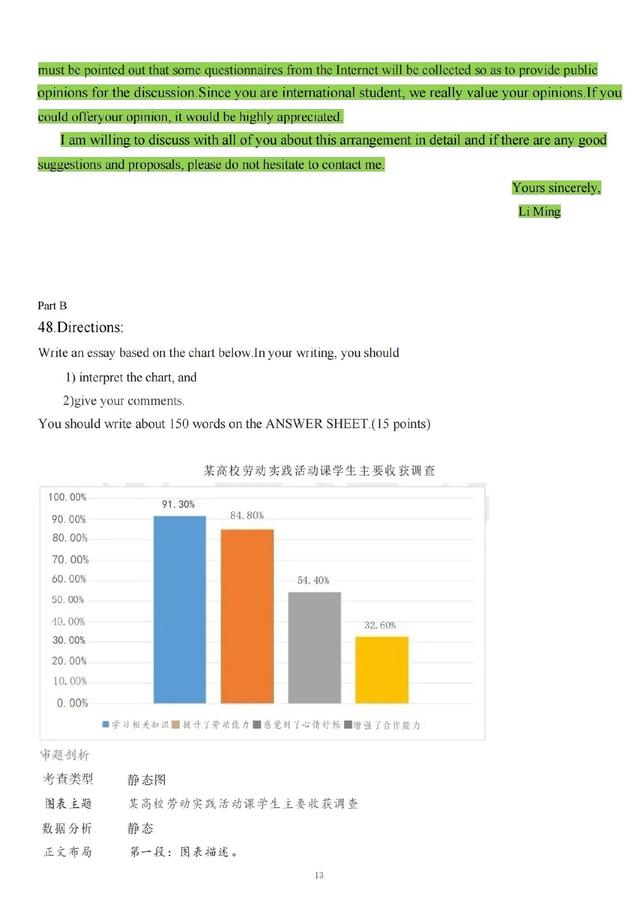 must be pointed out that some questionnaires from the Internet will be collected so as to provide public
opinions for the discussion.Since you are international student, we really value your opinions.If you
could offeryour opinion, it would be highly appreciated.
I am willing to discuss with all of you about this arrangement in detail and if there are any good
suggestions and proposals, please do not hesitate to contact me.
Yours sincerely,
Li Ming
Part B
48.Directions:
Write an essay based on the chart below.In your writing, you should
1) interpret the chart, and
2)give your comments.
You should write about 150 words on the ANSWER SHEET.(15 points)
某高校劳动实践活动课学生主要收获调查
100.00%
90.00%
80.00%
70.00%
60.00%
50.00%
40.00%
30.00%
20.00%
10.00%
0.00%
91.30%
84.80%
54.40%
32.60%
学习相关知识 提升了劳动能力 感觉到了心情舒畅 增强了合作能力
审题剖析
考查类型 静态图
图表主题 某高校劳动实践活动课学生主要收获调查
数据分析 静态
正文布局 第一段：图表描述。
13